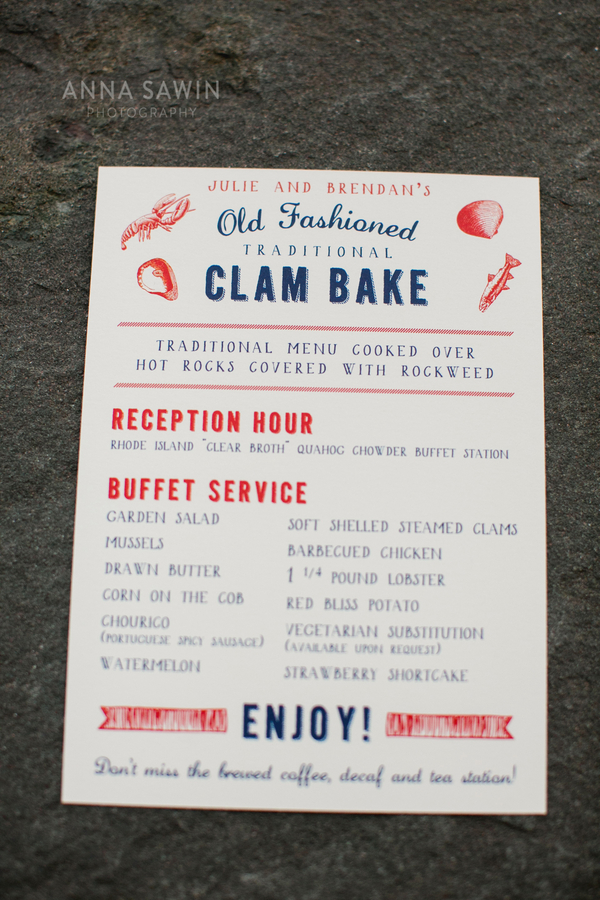 ANNA SAWIN
PHOTOGRAPHY
JULIE AND BRENDAN'S
Old Fashioned
TRADITIONAL
CLAM BAKE
TRADITIONAL MENU COOKED OVER
HOT ROCKS COVERED WITH ROCKWEED
RECEPTION HOUR
RHODE ISLAND "CLEAR BROTH" QUAHOG CHOWDER BUFFET STATION
BUFFET SERVICE
GARDEN SALAD
MUSSELS
DRAWN BUTTER
CORN ON THE COB
CHOURICO
(PORTUGUESE SPICY SAUSAGE)
WATERMELON
SOFT SHELLED STEAMED CLAMS
BARBECUED CHICKEN
1 1/4 POUND LOBSTER
RED BLISS POTATO
VEGETARIAN SUBSTITUTION
(AVAILABLE UPON REQUEST)
STRAWBERRY SHORTCAKE
ENJOY!
Don't miss the brewed coffee, decaf and tea station!